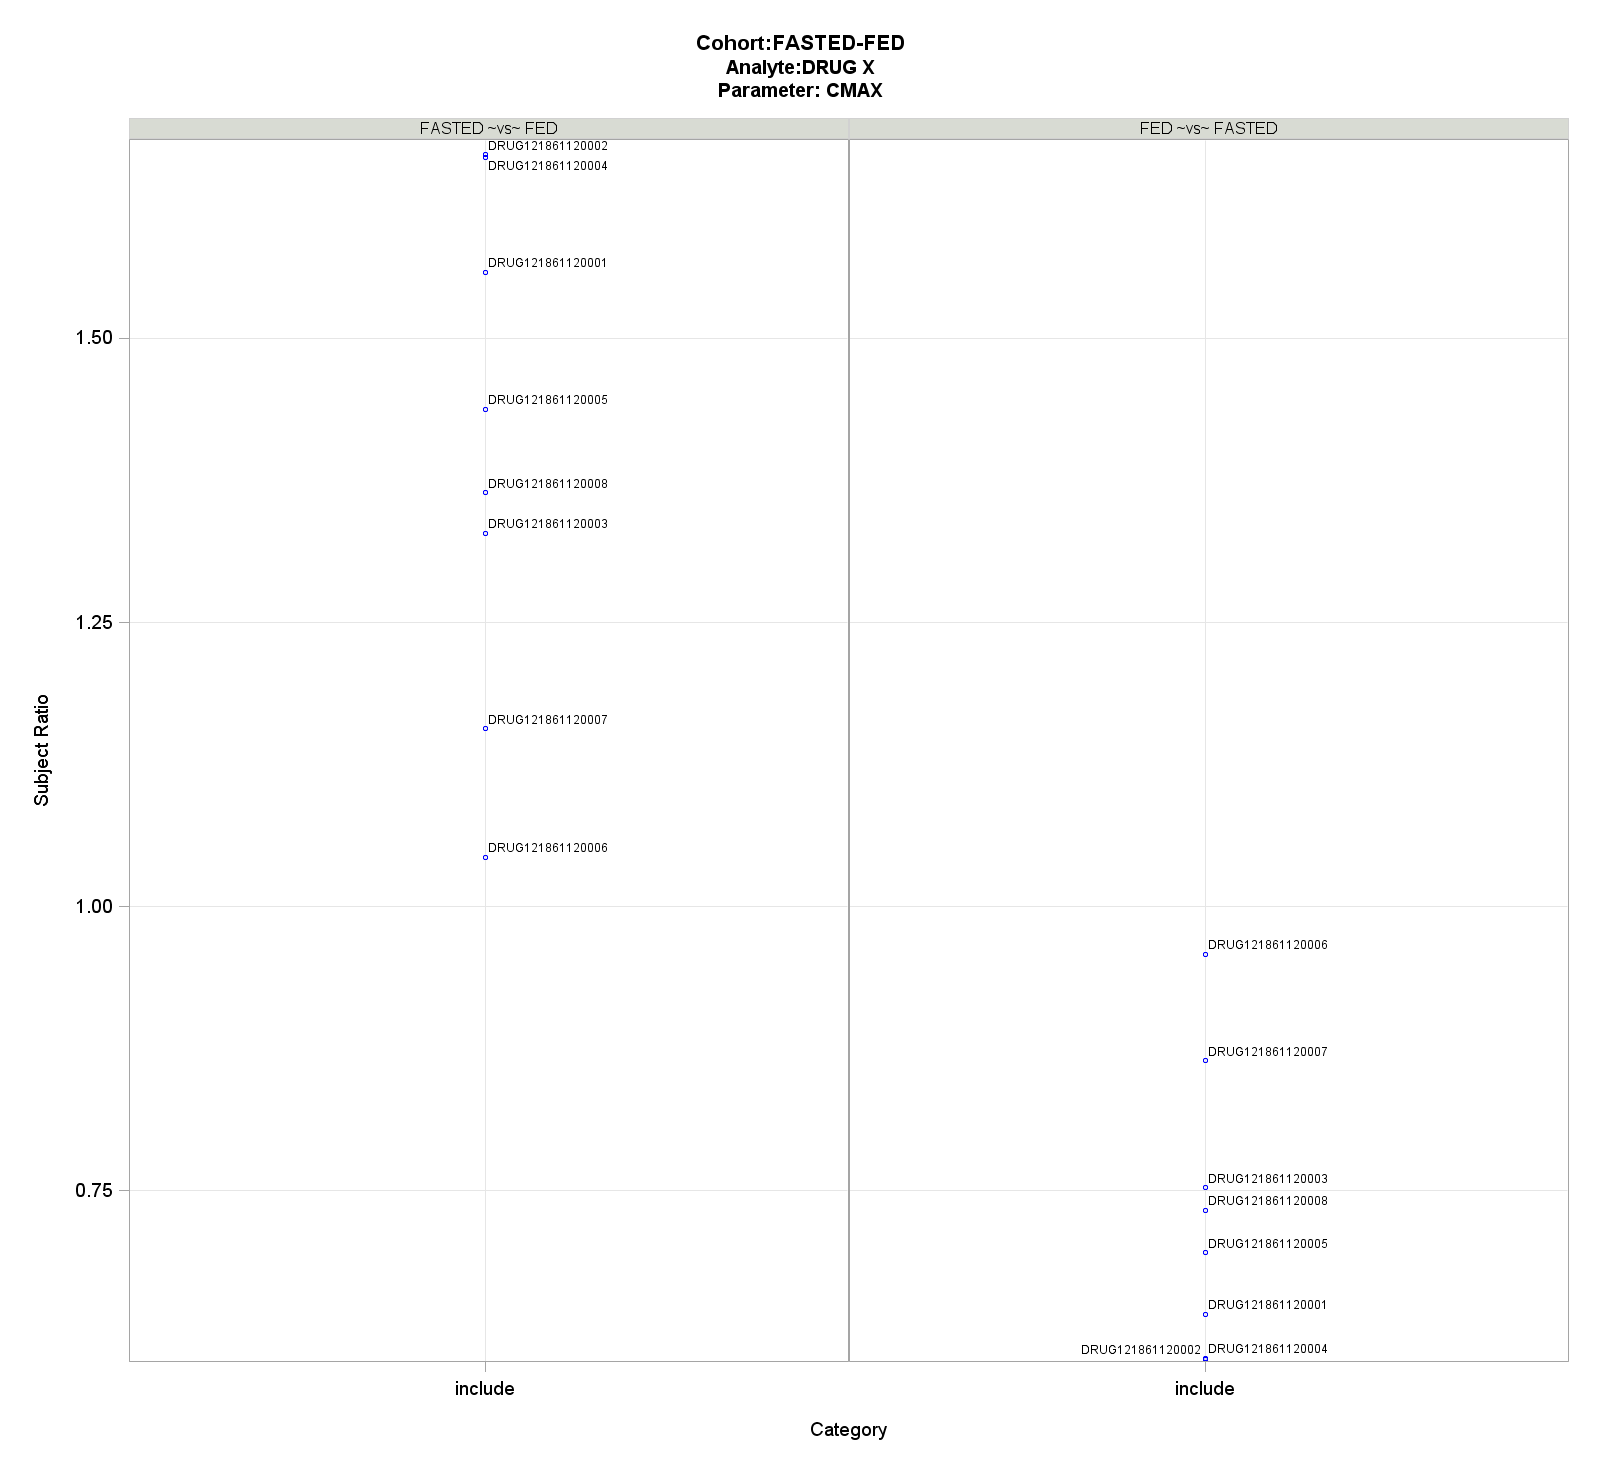 Cohort:FASTED-FED
Analyte:DRUG X
Parameter: CMAX
FASTED ~vs~ FED
FED ~vs~ FASTED
DRUG121861120002
DRUG121861120004
DRUG121861120001
1.50
DRUG121861120005
DRUG121861120008
DRUG121861120003
1.25
DRUG121861120007
DRUG121861120006
1.00
DRUG121861120006
DRUG121861120007
DRUG121861120003
0.75
DRUG121861120008
DRUG121861120005
DRUG121861120001
DRUG121861120002
DRUG121861120004
Subject Ratio
include
include
Category